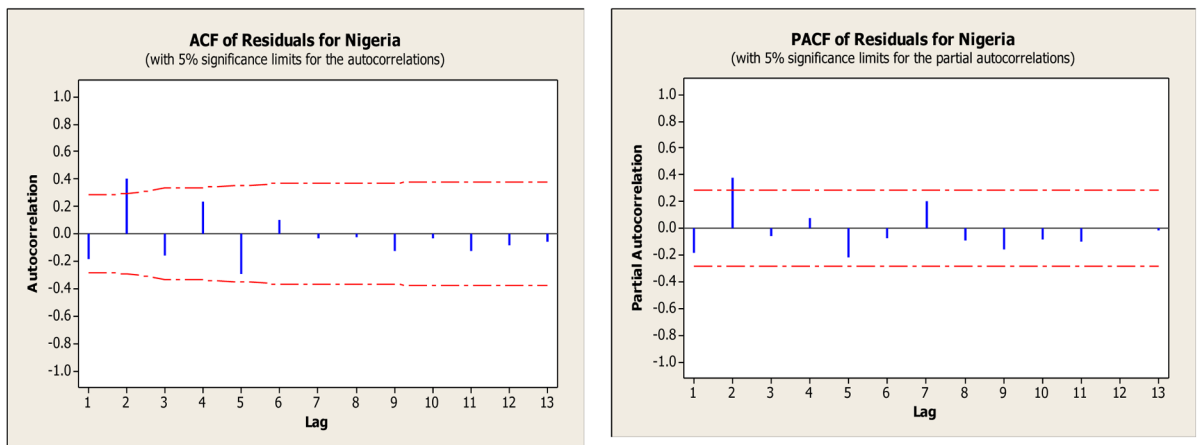 ACF of Residuals for Nigeria
(with 5% significance limits for the autocorrelations)
Autocorrelation
1.0
0.8
0.6
0.4
0.2
0.0
-0.2
-0.4
-0.6
-0.8
-1.0
1 2 3 4 5 6 7 8 9 10 11 12 13
Lag
PACF of Residuals for Nigeria
(with 5% significance limits for the partial autocorrelations)
Partial Autocorrelation
1.0
0.8
0.6
0.4
0.2
0.0
-0.2
-0.4
-0.6
-0.8
-1.0
1 2 3 4 5 6 7 8 9 10 11 12 13
Lag